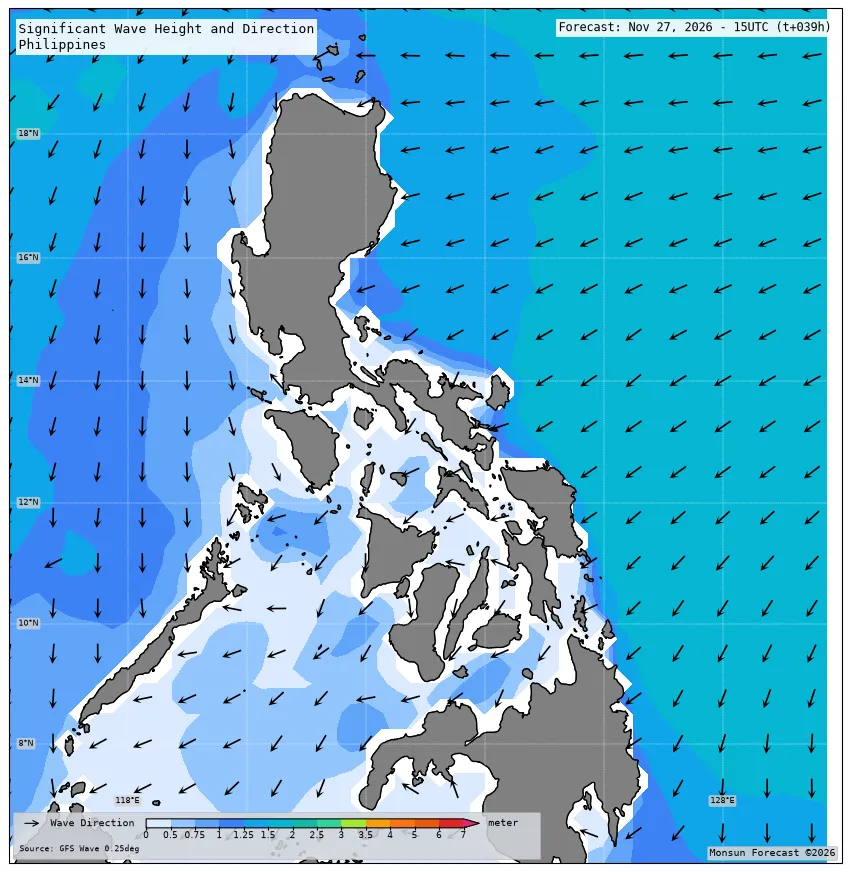 Significant Wave Height and Direction
Philippines
Forecast: Nov 27, 2026 - 15UTC (t+039h)
18°N
16°N
14°N
12°N
10°N
8°N
118°E
128°E
Wave Direction
0 0.5 0.75 1 1.25 1.5 2 2.5 3 3.5 4 5 6 7
meter
Source: GFS Wave 0.25deg
Monsun Forecast ©2026